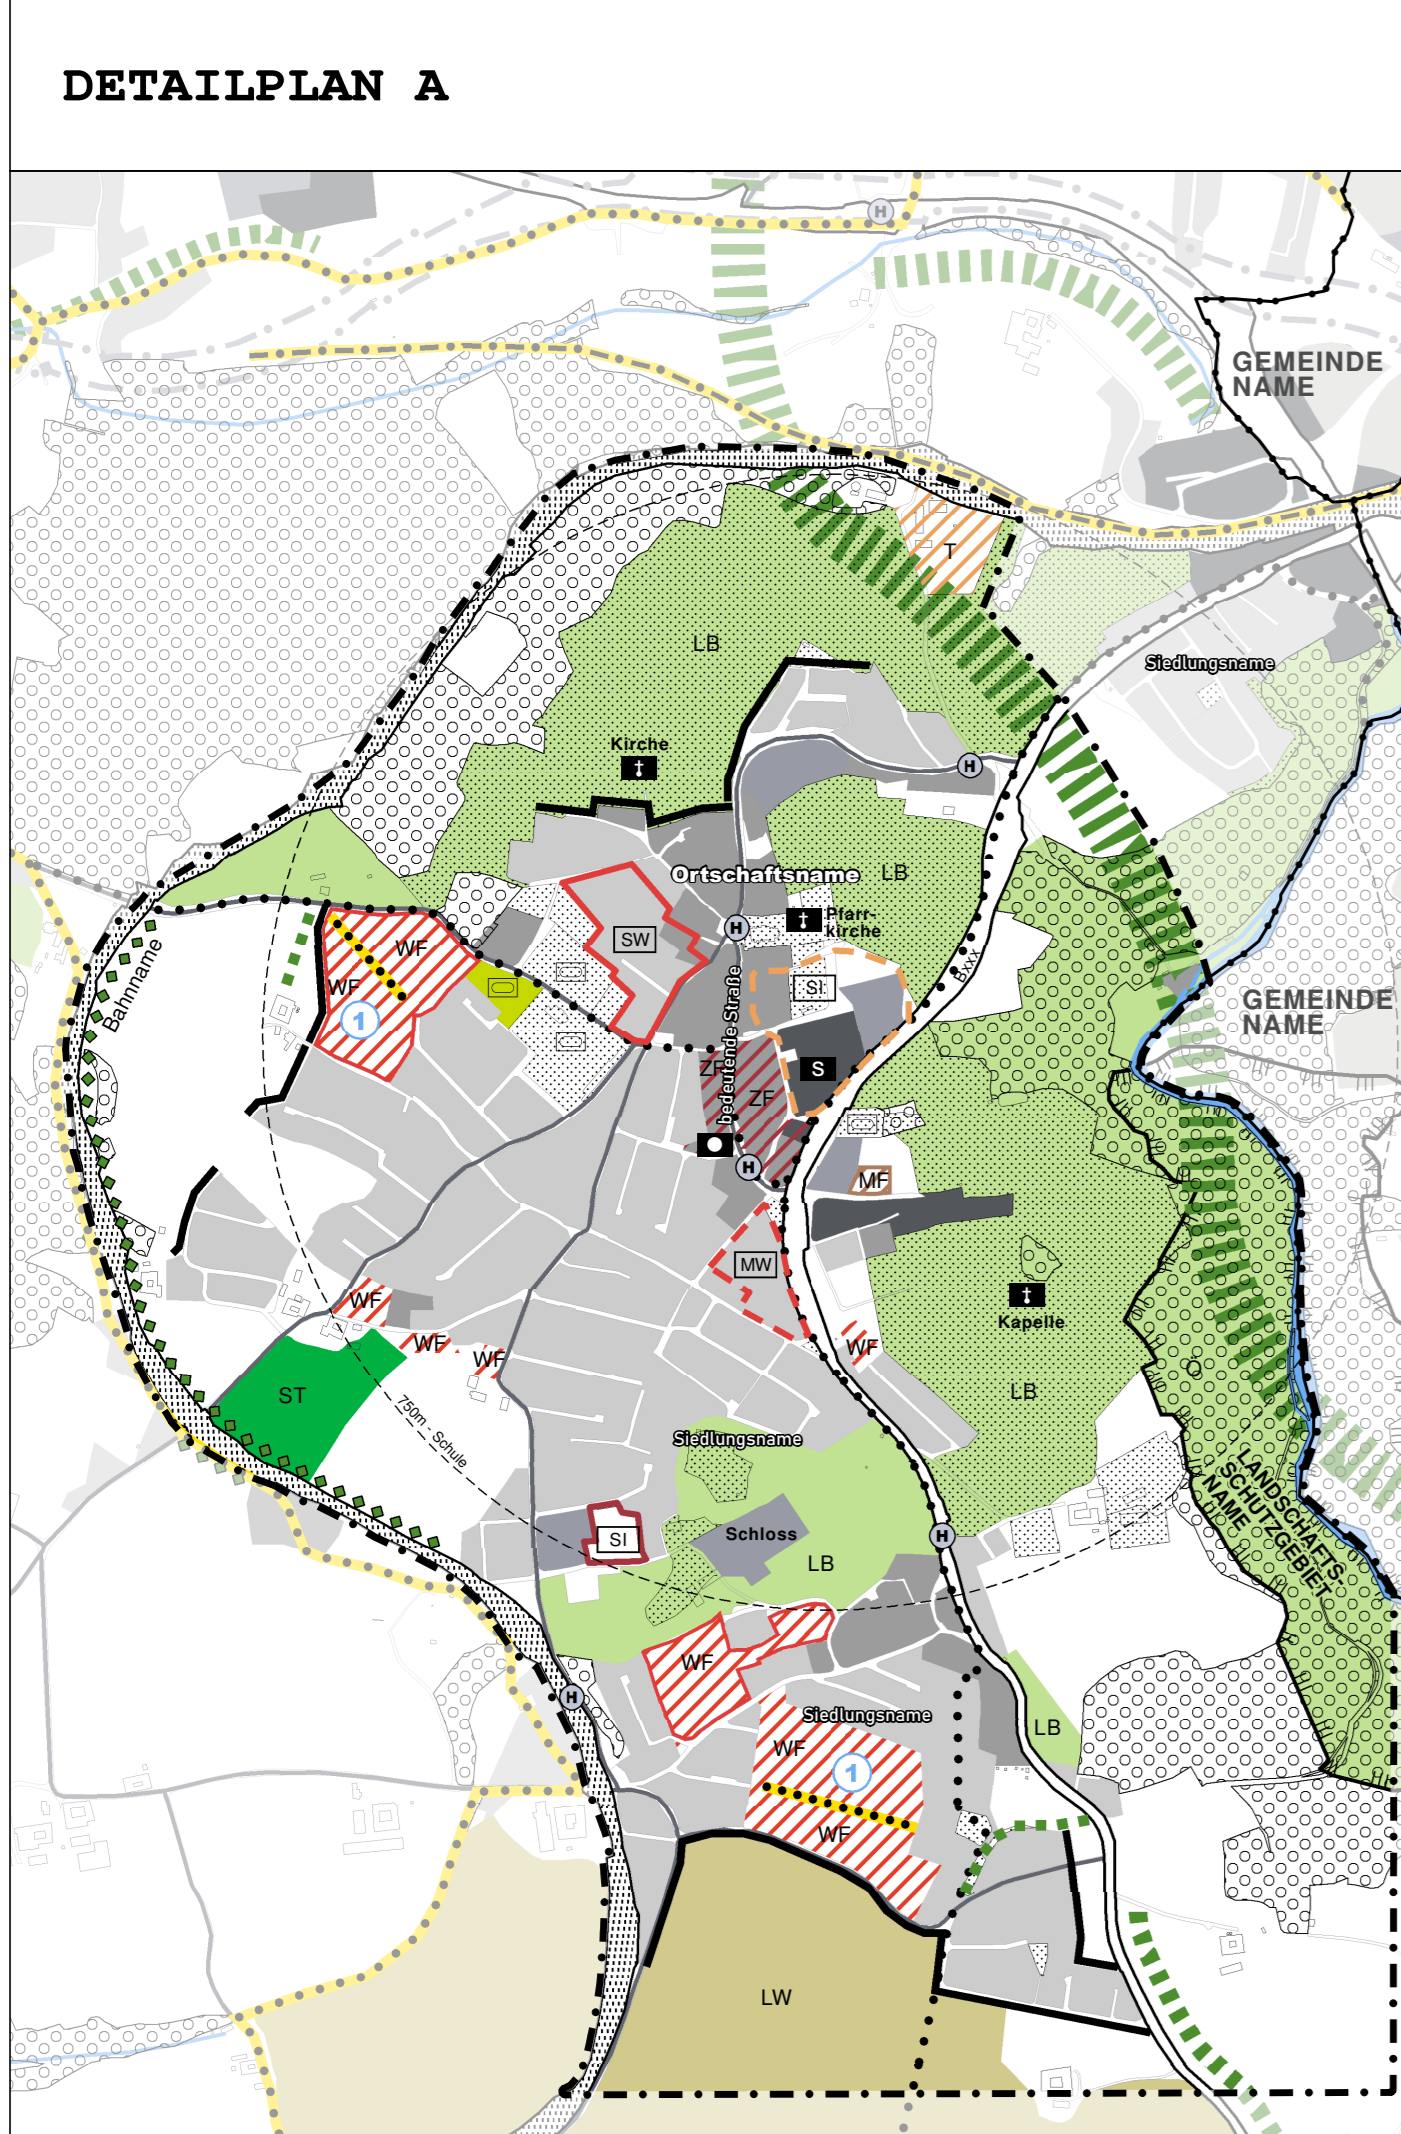 DETAILPLAN A
H
GEMEINDE
NAME
T
LB
Siedlungsname
Kirche
H
Ortschaftsname
LB
WF
SW
H
Pfarr-
kirche
Bahnname
WF
SI
Bxxx
GEMEINDE
NAME
1
bedeutende Straße
ZF
S
ZF
H
MF
MW
WF
Kapelle
WF
WF
WF
Ö
ST
LB
750m - Schule
Siedlungsname
LANDSCHAFTS-
SCHUTZGEBIET
NAME
SI
Schloss
H
LB
WF
H
Siedlungsname
LB
WF
1
WF
LW